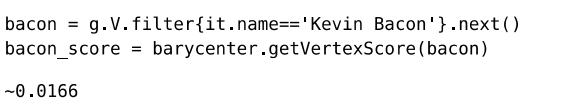 bacon = g.V.filter{it.name=='Kevin Bacon'}.next()
bacon_score = barycenter.getVertexScore(bacon)
~0.0166